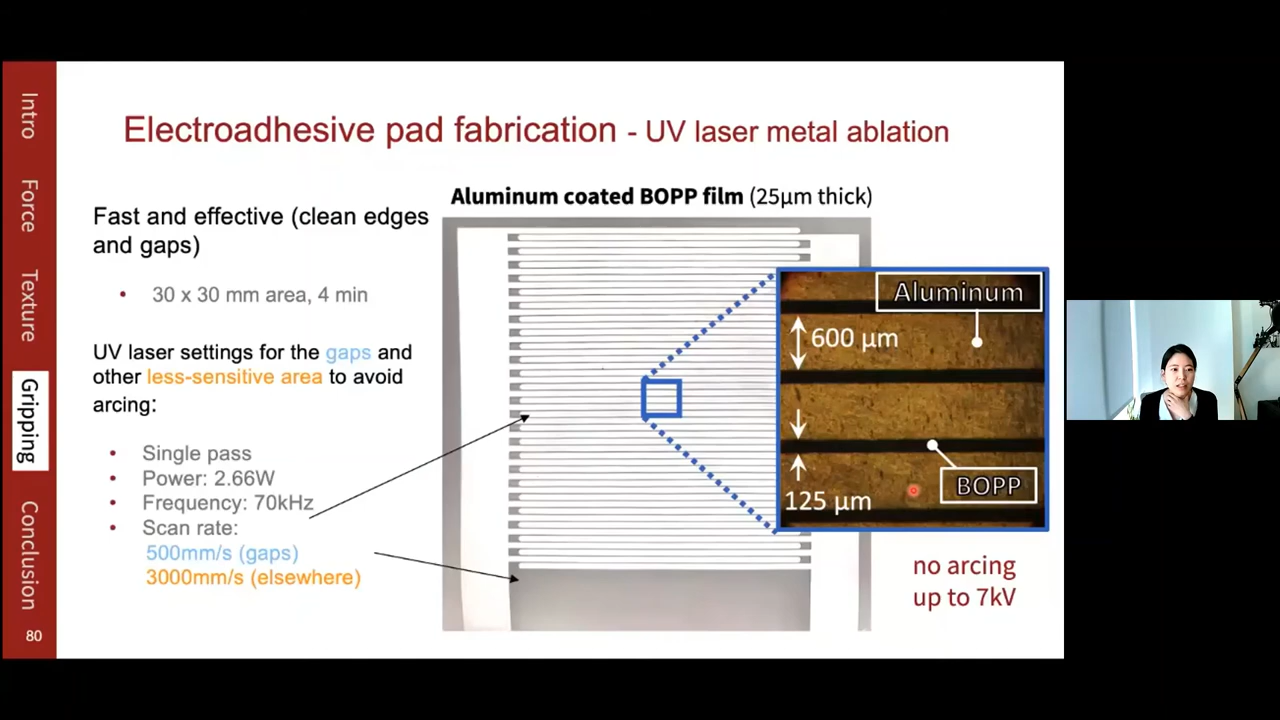 Intro
Force
Texture
Gripping
Conclusion
80
Electroadhesive pad fabrication - UV laser metal ablation
Fast and effective (clean edges
and gaps)
• 30 x 30 mm area, 4 min
UV laser settings for the gaps and
other less-sensitive area to avoid
arcing:
• Single pass
• Power: 2.66W
• Frequency: 70kHz
• Scan rate:
500mm/s (gaps)
3000mm/s (elsewhere)
Aluminum coated BOPP film (25µm thick)
Aluminum
600 µm
BOPP
125 µm
no arcing
up to 7kV